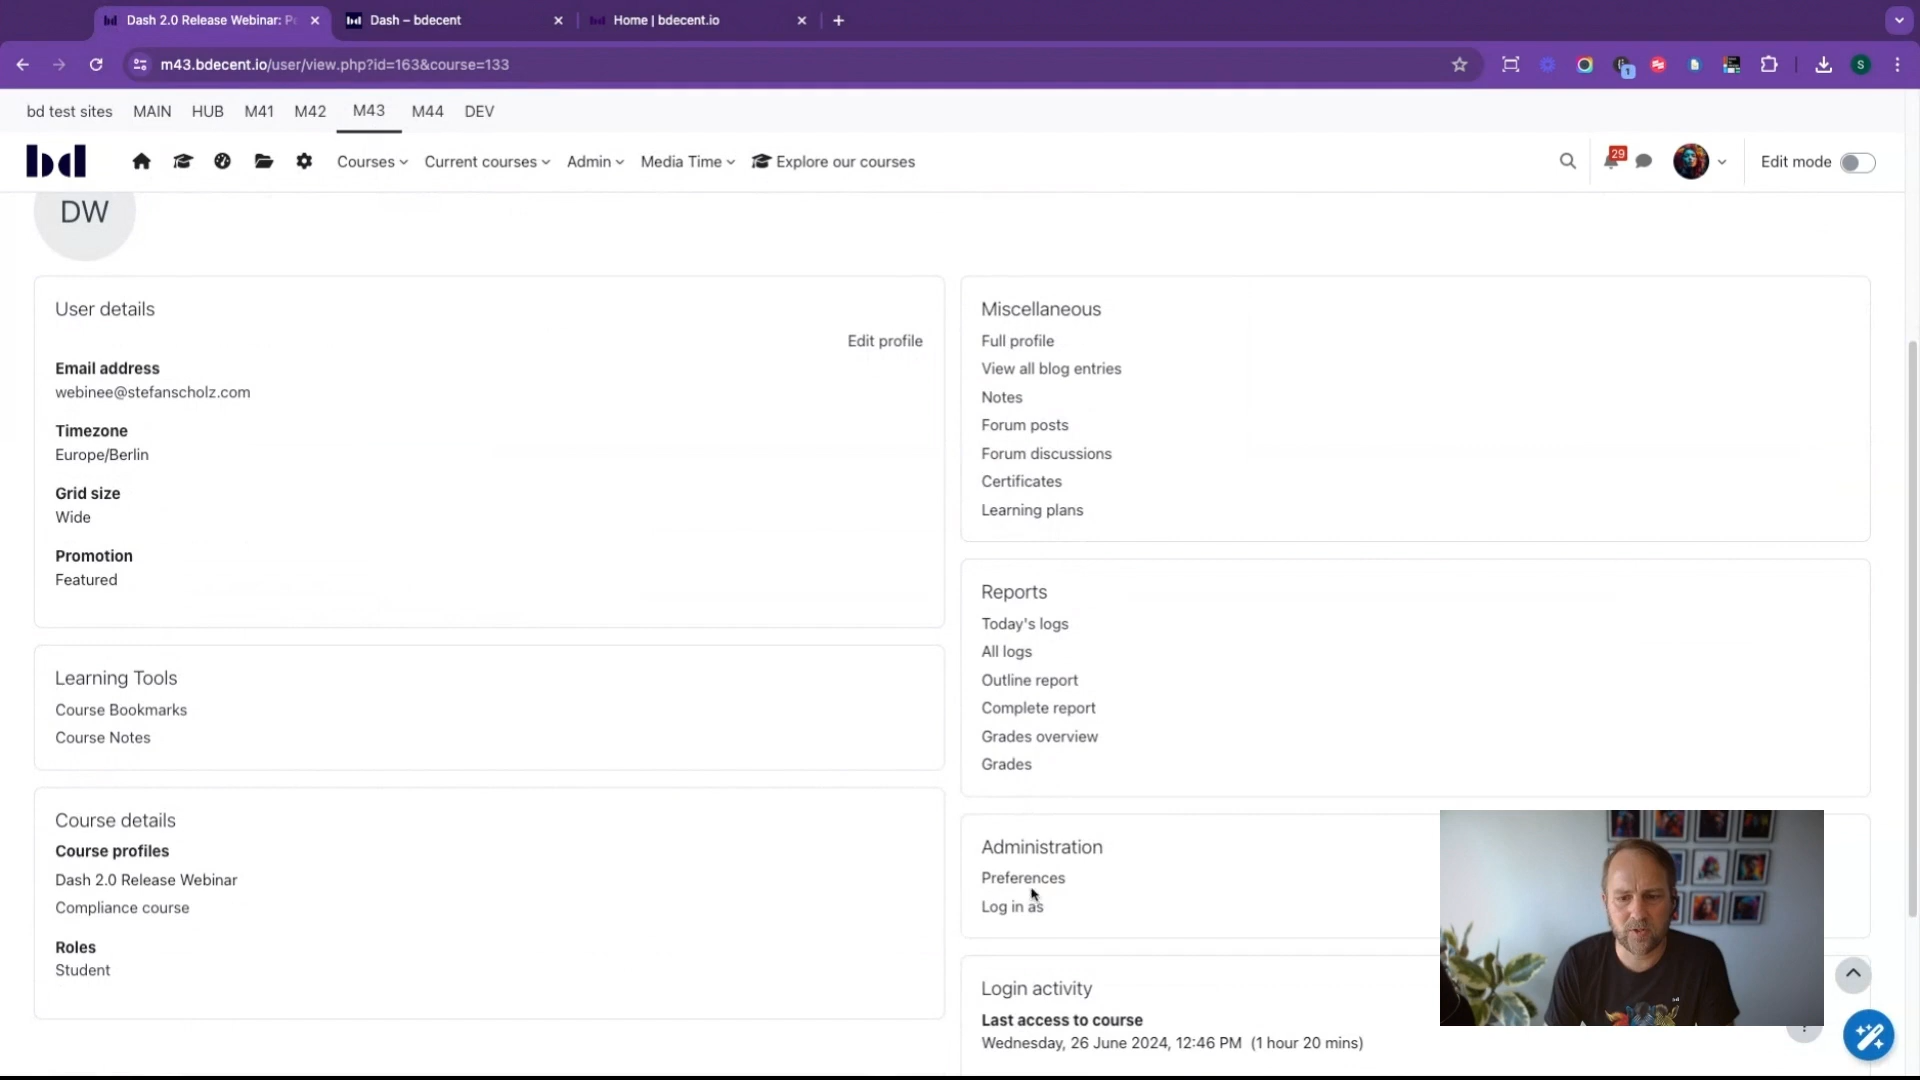 Dash 2.0 Release Webinar: P
Dash – bdecent
Home | bdecent.io
m43.bdecent.io/user/view.php?id=163&course=133
S
bd test sites MAIN HUB M41 M42 M43 M44 DEV
bd
Courses Current courses Admin Media Time Explore our courses
29
Edit mode
DW
User details
Edit profile
Email address
webinee@stefanscholz.com
Timezone
Europe/Berlin
Grid size
Wide
Promotion
Featured
Learning Tools
Course Bookmarks
Course Notes
Course details
Course profiles
Dash 2.0 Release Webinar
Compliance course
Roles
Student
Miscellaneous
Full profile
View all blog entries
Notes
Forum posts
Forum discussions
Certificates
Learning plans
Reports
Today's logs
All logs
Outline report
Complete report
Grades overview
Grades
Administration
Preferences
Log in as
Login activity
Last access to course
Wednesday, 26 June 2024, 12:46 PM (1 hour 20 mins)